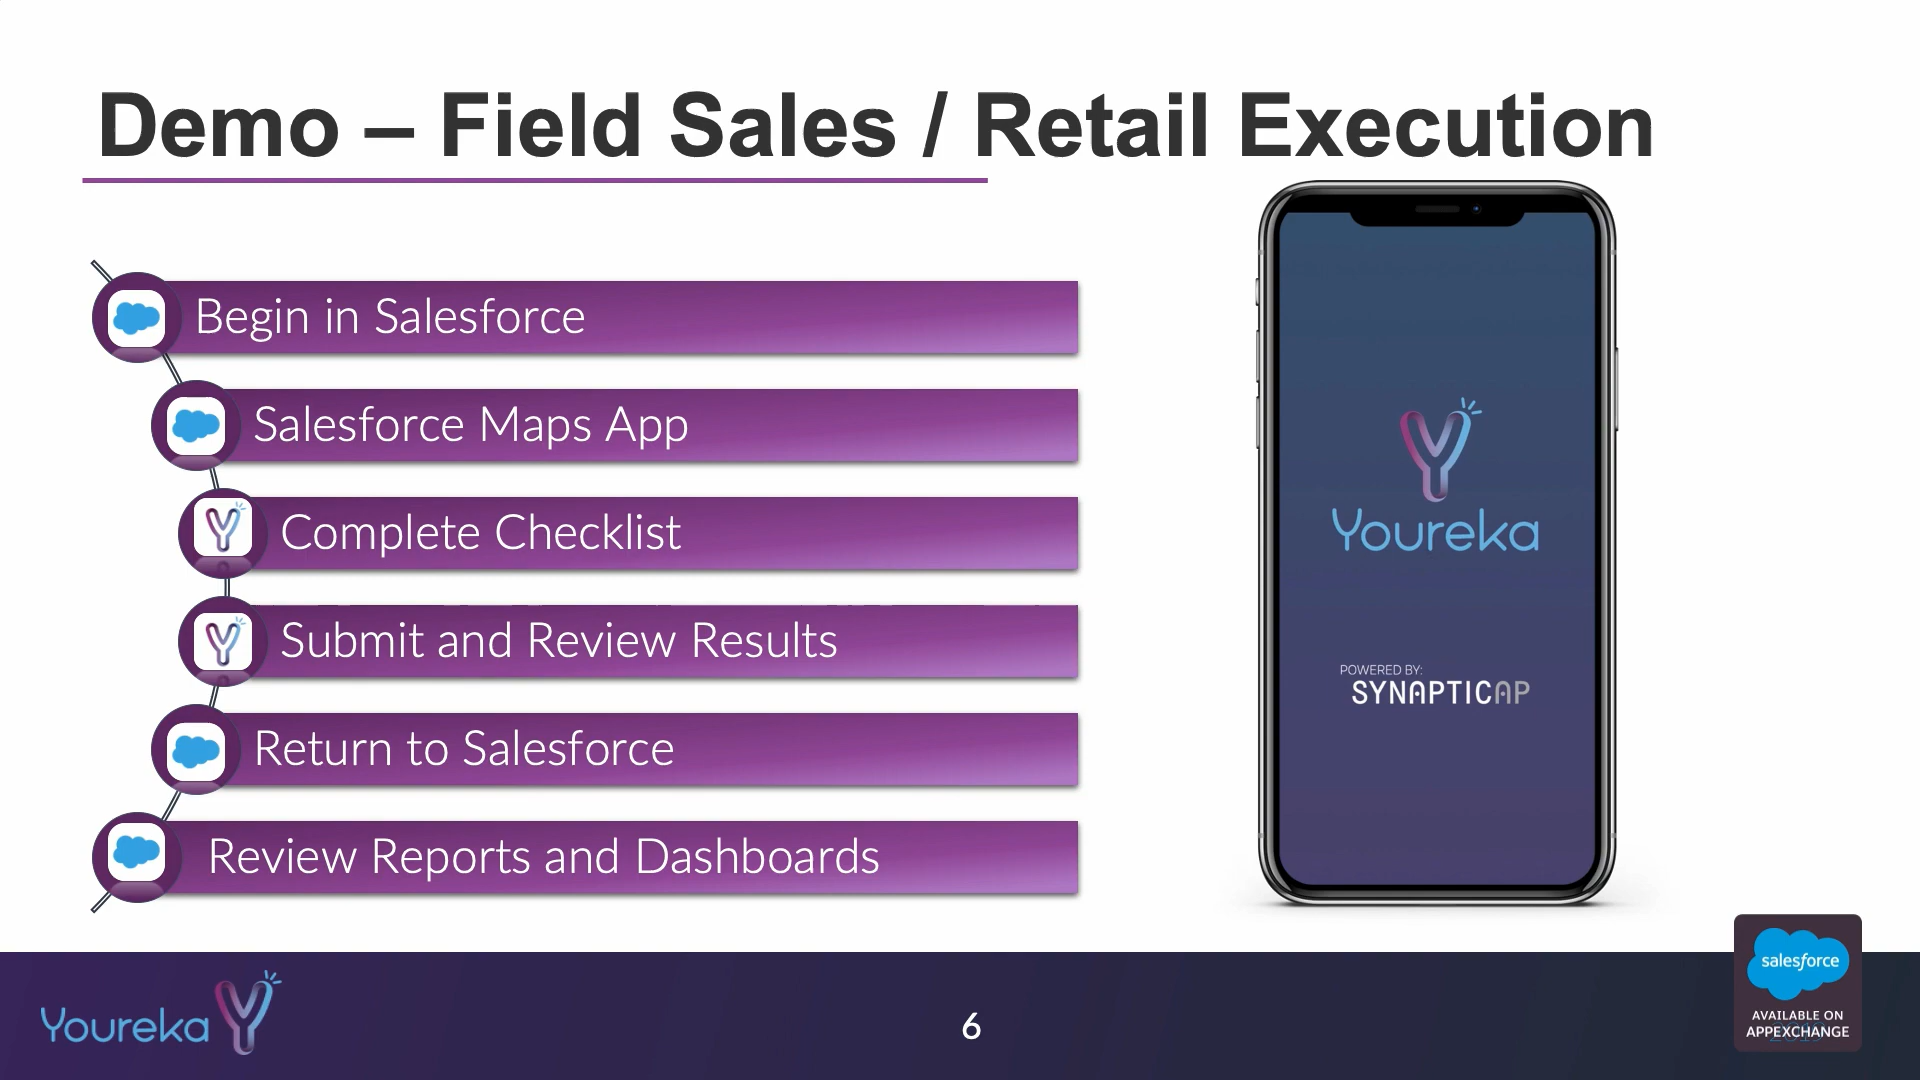 Demo – Field Sales / Retail Execution
Begin in Salesforce
Salesforce Maps App
Complete Checklist
Submit and Review Results
Return to Salesforce
Review Reports and Dashboards
Youreka
POWERED BY:
SYNAPTICAP
Youreka
6
salesforce
AVAILABLE ON
APPEXCHANGE